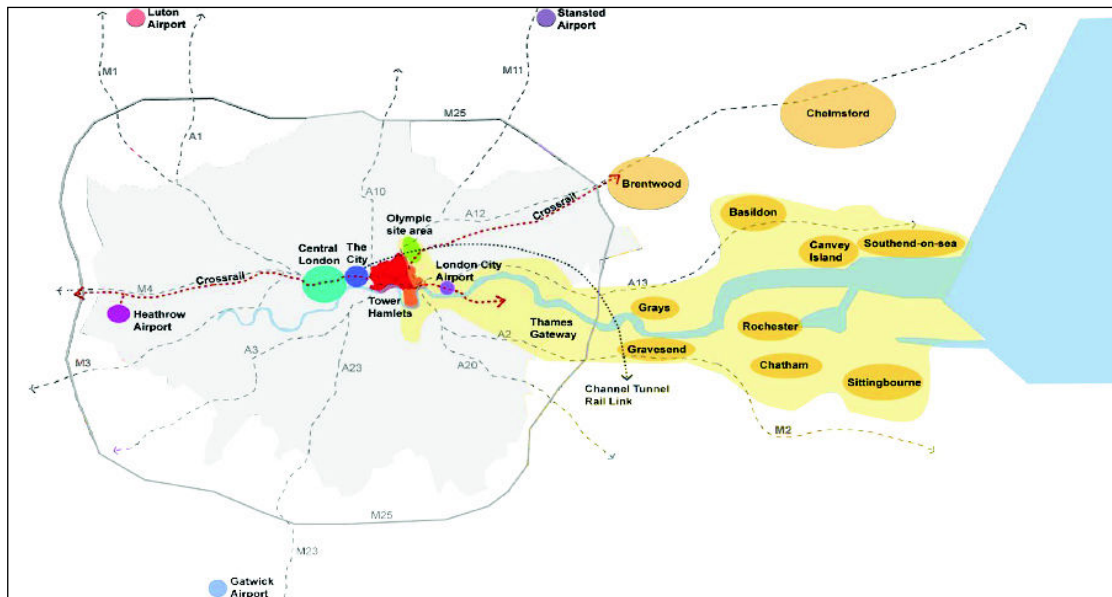 Luton
Airport
Stansted
Airport
M1
M11
A1
M25
Chelmsford
A10
Brentwood
A12
Crossrail
Olympic
site area
Basildon
Central
London
The
City
London City
Airport
Canvey
Island
Southend-on-sea
Crossrail
M4
A13
Heathrow
Airport
Tower
Hamlets
Grays
Thames
Gateway
Rochester
A3
A2
Gravesend
M3
A23
A20
Chatham
Channel Tunnel
Rail Link
Sittingbourne
M2
M25
M23
Gatwick
Airport